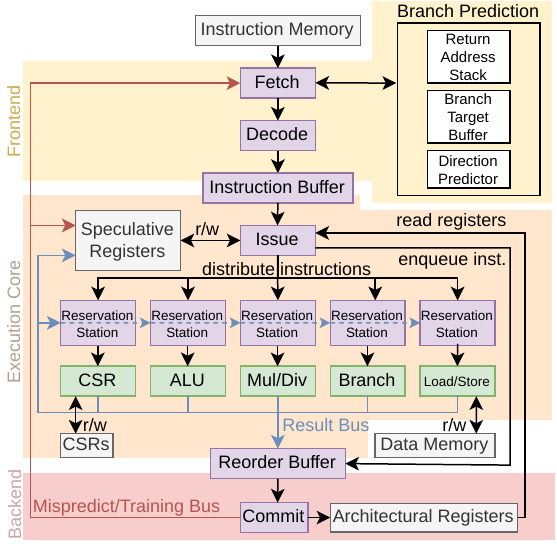 Branch Prediction
Instruction Memory
Return
Address
Stack
Frontend
Fetch
Branch
Target
Buffer
Decode
Direction
Predictor
Instruction Buffer
read registers
Speculative
Registers
r/w
Issue
enqueue inst.
distribute instructions
Execution Core
Reservation
Station
Reservation
Station
Reservation
Station
Reservation
Station
Reservation
Station
CSR
ALU
Mul/Div
Branch
Load/Store
r/w
Result Bus
r/w
CSRs
Data Memory
Reorder Buffer
Backend
Mispredict/Training Bus
Commit
Architectural Registers